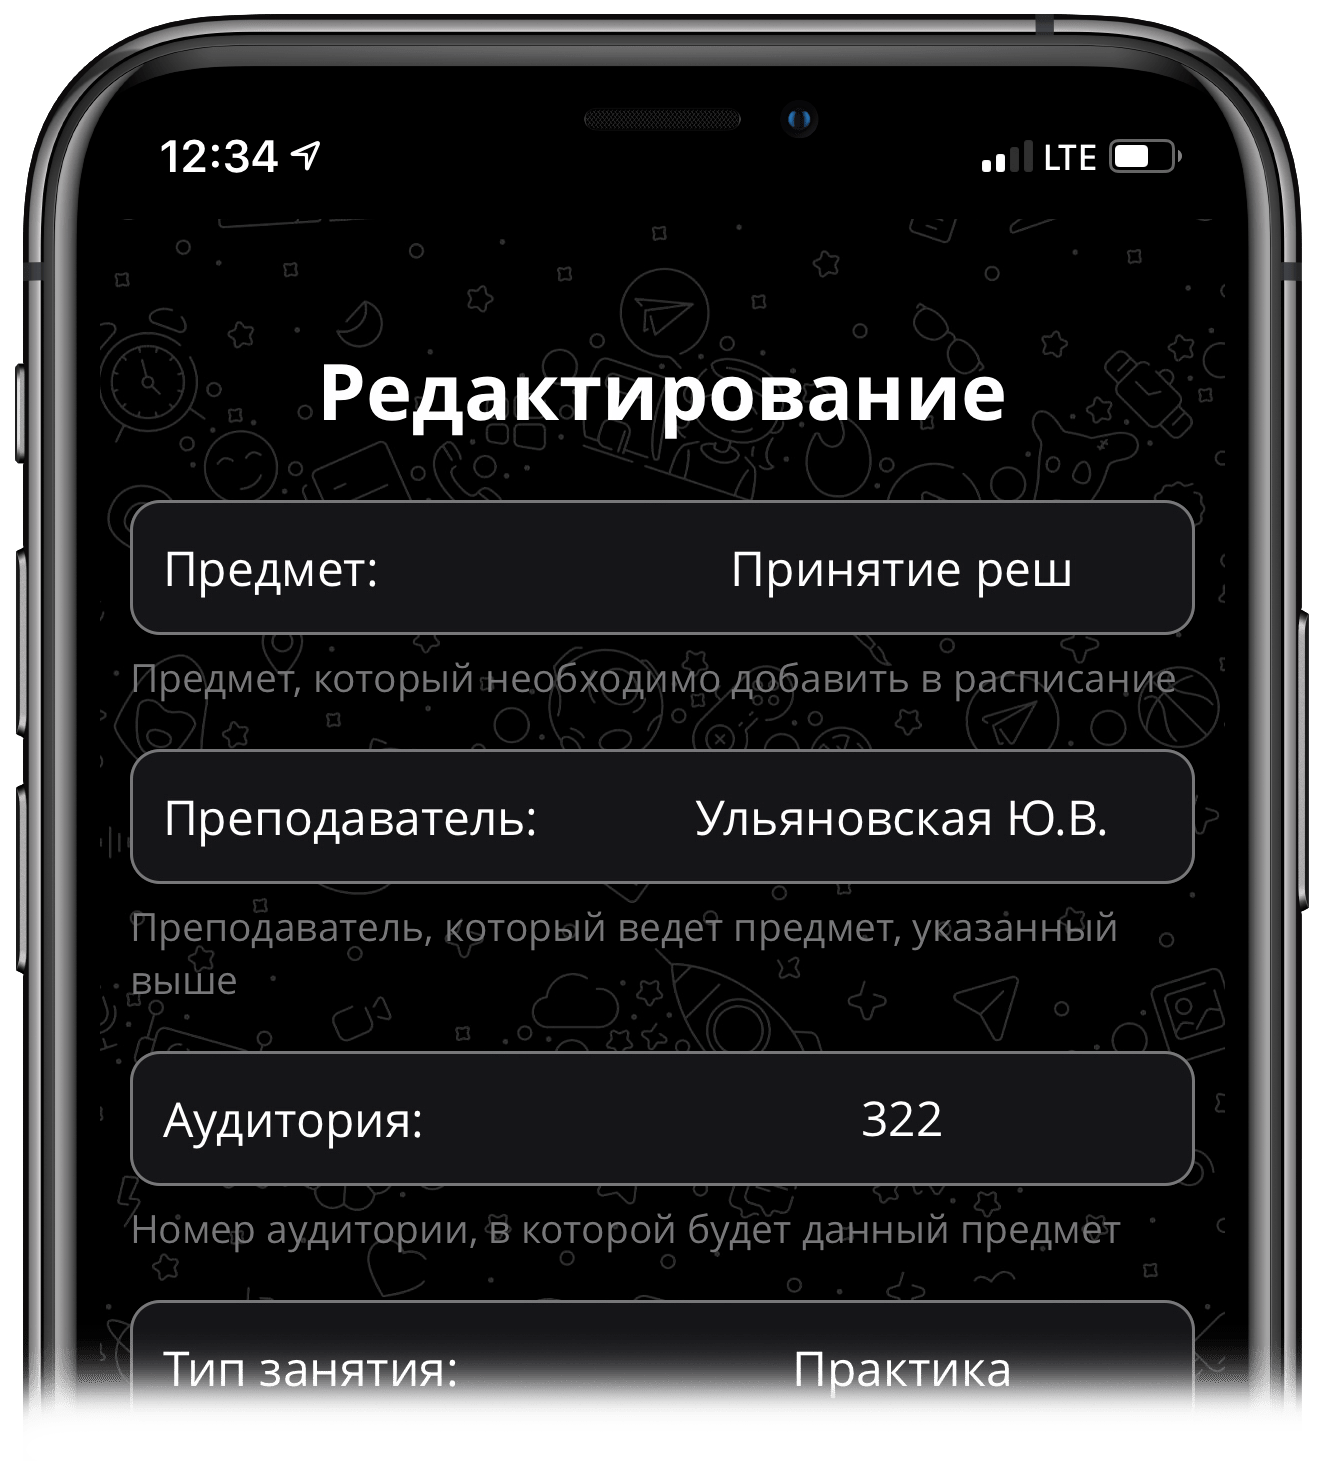 12:34 LTE
Редактирование
Предмет: Принятие реш
Предмет, который необходимо добавить в расписание
Преподаватель: Ульяновская Ю.В.
Преподаватель, который ведет предмет, указанный
выше
Аудитория: 322
Номер аудитории, в которой будет данный предмет
Тип занятия: Практика